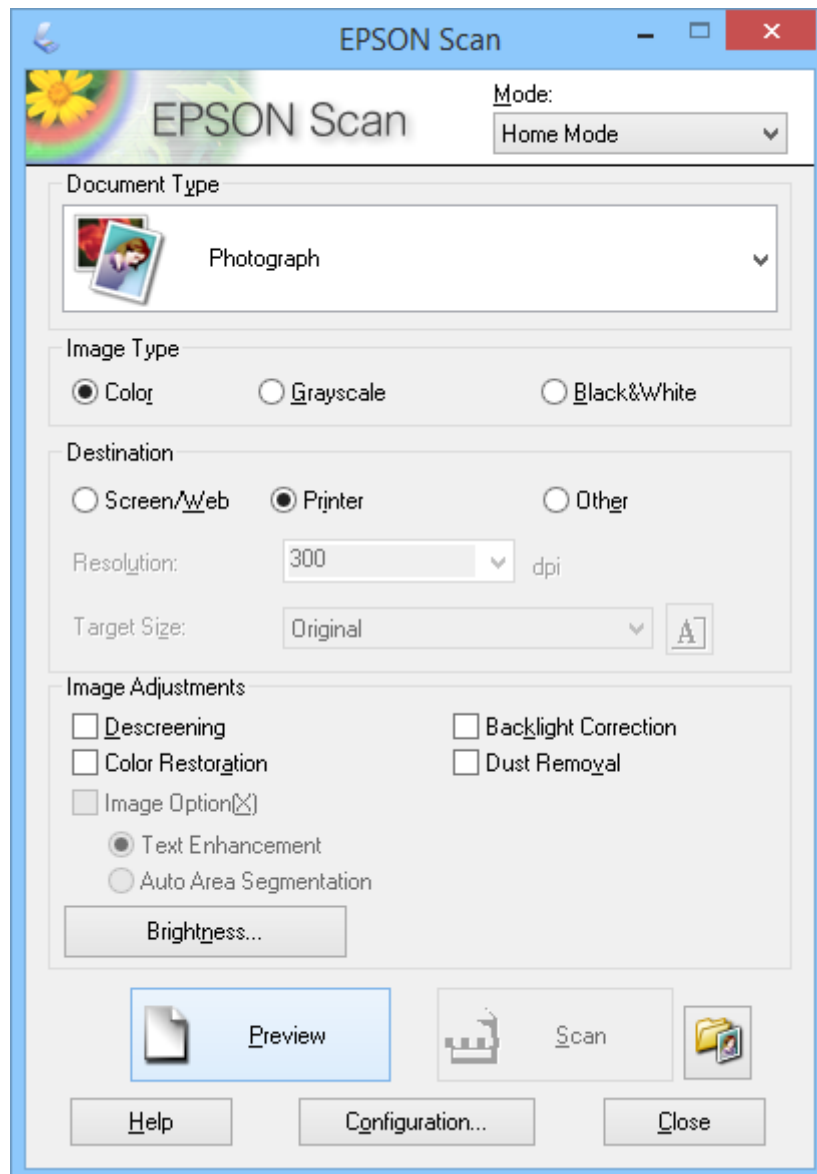 EPSON Scan
EPSON Scan
Mode:
Home Mode
Document Type
Photograph
Image Type
Color Grayscale Black&White
Destination
Screen/Web Printer Other
Resolution: 300 dpi
Target Size: Original A
Image Adjustments
Descreening Backlight Correction
Color Restoration Dust Removal
Image Option(X)
Text Enhancement
Auto Area Segmentation
Brightness...
Preview Scan
Help Configuration... Close